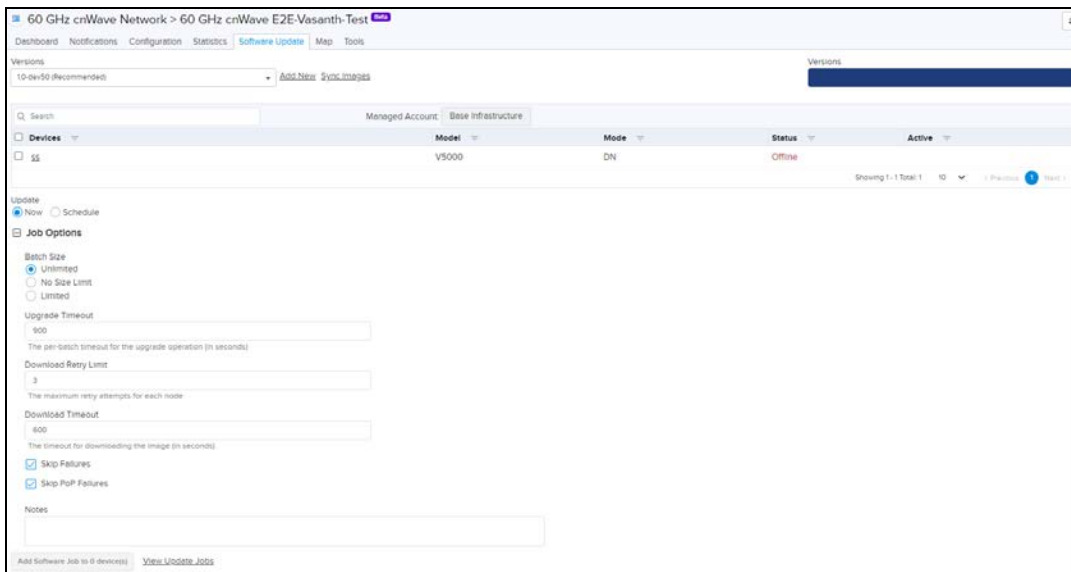 60 GHz cnWave Network > 60 GHz cnWave E2E-Vasanth-Test Beta
Dashboard Notifications Configuration Statistics Software Update Map Tools
Versions Versions
1.0-dev50 (Recommended) Add New Sync Images
Search Managed Account: Base Infrastructure
Devices Model Mode Status Active
ss V5000 DN Offline
Showing 1 - 1 Total: 1 10 < Previous 1 Next >
Update
Now Schedule
Job Options
Batch Size
Unlimited
No Size Limit
Limited
Upgrade Timeout
900
The per-batch timeout for the upgrade operation (in seconds)
Download Retry Limit
3
The maximum retry attempts for each node
Download Timeout
600
The timeout for downloading the image (in seconds).
Skip Failures
Skip PoP Failures
Notes
Add Software Job to 0 device(s) View Update Jobs